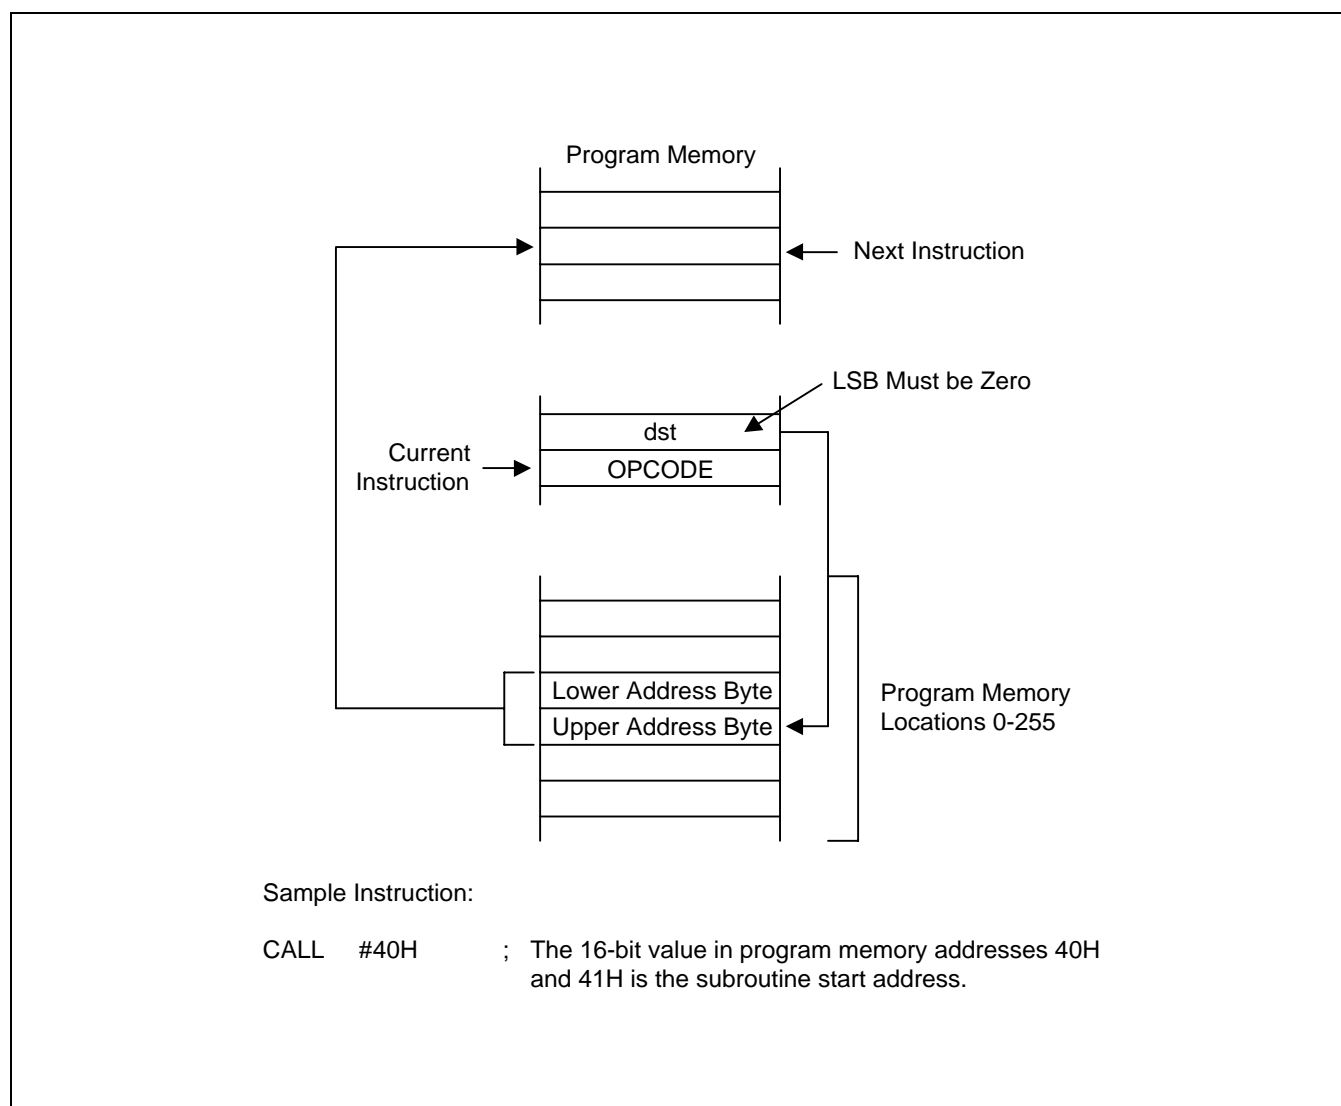 Program Memory
Next Instruction
LSB Must be Zero
dst
Current
Instruction
OPCODE
Lower Address Byte
Upper Address Byte
Program Memory
Locations 0-255
Sample Instruction:
CALL #40H ; The 16-bit value in program memory addresses 40H
and 41H is the subroutine start address.